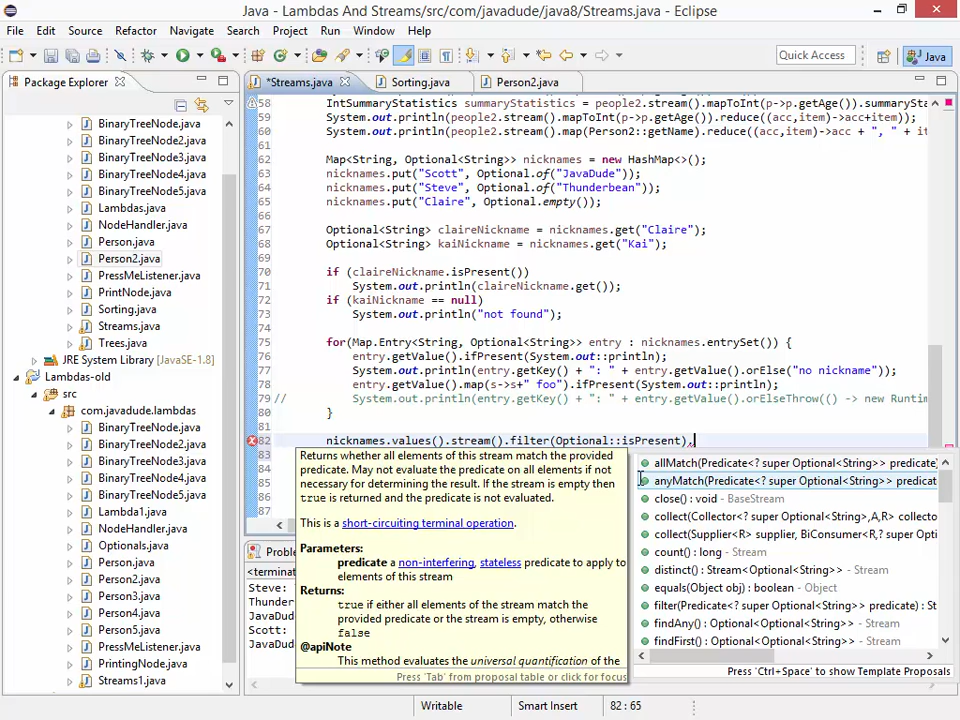 Java - Lambdas And Streams/src/com/javadude/java8/Streams.java - Eclipse
File Edit Source Refactor Navigate Search Project Run Window Help
Quick Access
Java
Package Explorer
*Streams.java
Sorting.java
Person2.java
BinaryTreeNode.java
BinaryTreeNode2.java
BinaryTreeNode3.java
BinaryTreeNode4.java
BinaryTreeNode5.java
Lambdas.java
NodeHandler.java
Person.java
Person2.java
PressMeListener.java
PrintNode.java
Sorting.java
Streams.java
Trees.java
JRE System Library [JavaSE-1.8]
Lambdas-old
src
com.javadude.lambdas
BinaryTreeNode.java
BinaryTreeNode2.java
BinaryTreeNode3.java
BinaryTreeNode4.java
BinaryTreeNode5.java
Lambda1.java
NodeHandler.java
Optionals.java
Person.java
Person2.java
Person3.java
Person4.java
Person5.java
PressMeListener.java
PrintingNode.java
Streams1.java
58 IntSummaryStatistics summaryStatistics = people2.stream().mapToInt(p->p.getAge()).summarySta
59 System.out.println(people2.stream().mapToInt(p->p.getAge()).reduce((acc,item)->acc+item));
60 System.out.println(people2.stream().map(Person2::getName).reduce((acc,item)->acc + ", " + it
61
62 Map<String, Optional<String>> nicknames = new HashMap<>();
63 nicknames.put("Scott", Optional.of("JavaDude"));
64 nicknames.put("Steve", Optional.of("Thunderbean"));
65 nicknames.put("Claire", Optional.empty());
66
67 Optional<String> claireNickname = nicknames.get("Claire");
68 Optional<String> kaiNickname = nicknames.get("Kai");
69
70 if (claireNickname.isPresent())
71 System.out.println(claireNickname.get());
72 if (kaiNickname == null)
73 System.out.println("not found");
74
75 for(Map.Entry<String, Optional<String>> entry : nicknames.entrySet()) {
76 entry.getValue().ifPresent(System.out::println);
77 System.out.println(entry.getKey() + ": " + entry.getValue().orElse("no nickname"));
78 entry.getValue().map(s->s+" foo").ifPresent(System.out::println);
79 // System.out.println(entry.getKey() + ": " + entry.getValue().orElseThrow(() -> new Runtim
80 }
81
82 nicknames.values().stream().filter(Optional::isPresent).
83
84
85
86
87
Returns whether all elements of this stream match the provided
predicate. May not evaluate the predicate on all elements if not
necessary for determining the result. If the stream is empty then
true is returned and the predicate is not evaluated.
This is a short-circuiting terminal operation.
Parameters:
predicate a non-interfering, stateless predicate to apply to
elements of this stream
Returns:
true if either all elements of the stream match the
provided predicate or the stream is empty, otherwise
false
@apiNote
This method evaluates the universal quantification of the
Press 'Tab' from proposal table or click for focus
allMatch(Predicate<? super Optional<String>> predicate)
anyMatch(Predicate<? super Optional<String>> predicat
close() : void - BaseStream
collect(Collector<? super Optional<String>,A,R> collecto
collect(Supplier<R> supplier, BiConsumer<R,? super Opti
count() : long - Stream
distinct() : Stream<Optional<String>> - Stream
equals(Object obj) : boolean - Object
filter(Predicate<? super Optional<String>> predicate) : St
findAny() : Optional<Optional<String>> - Stream
findFirst() : Optional<Optional<String>> - Stream
Press 'Ctrl+Space' to show Template Proposals
Proble
<terminat
Steve:
Thunder
JavaDud
Scott:
JavaDud
Writable
Smart Insert
82 : 65